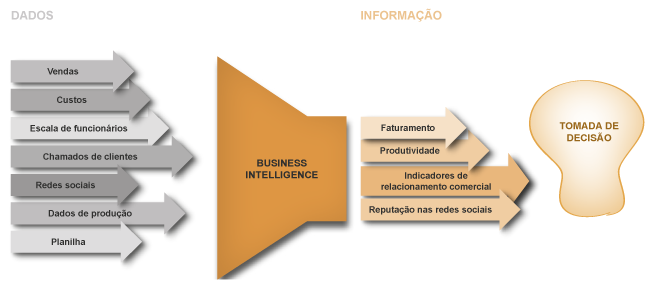 DADOS
Vendas
Custos
Escala de funcionários
Chamados de clientes
Redes sociais
Dados de produção
Planilha
BUSINESS
INTELLIGENCE
INFORMAÇÃO
Faturamento
Produtividade
Indicadores de
relacionamento comercial
Reputação nas redes sociais
TOMADA DE
DECISÃO